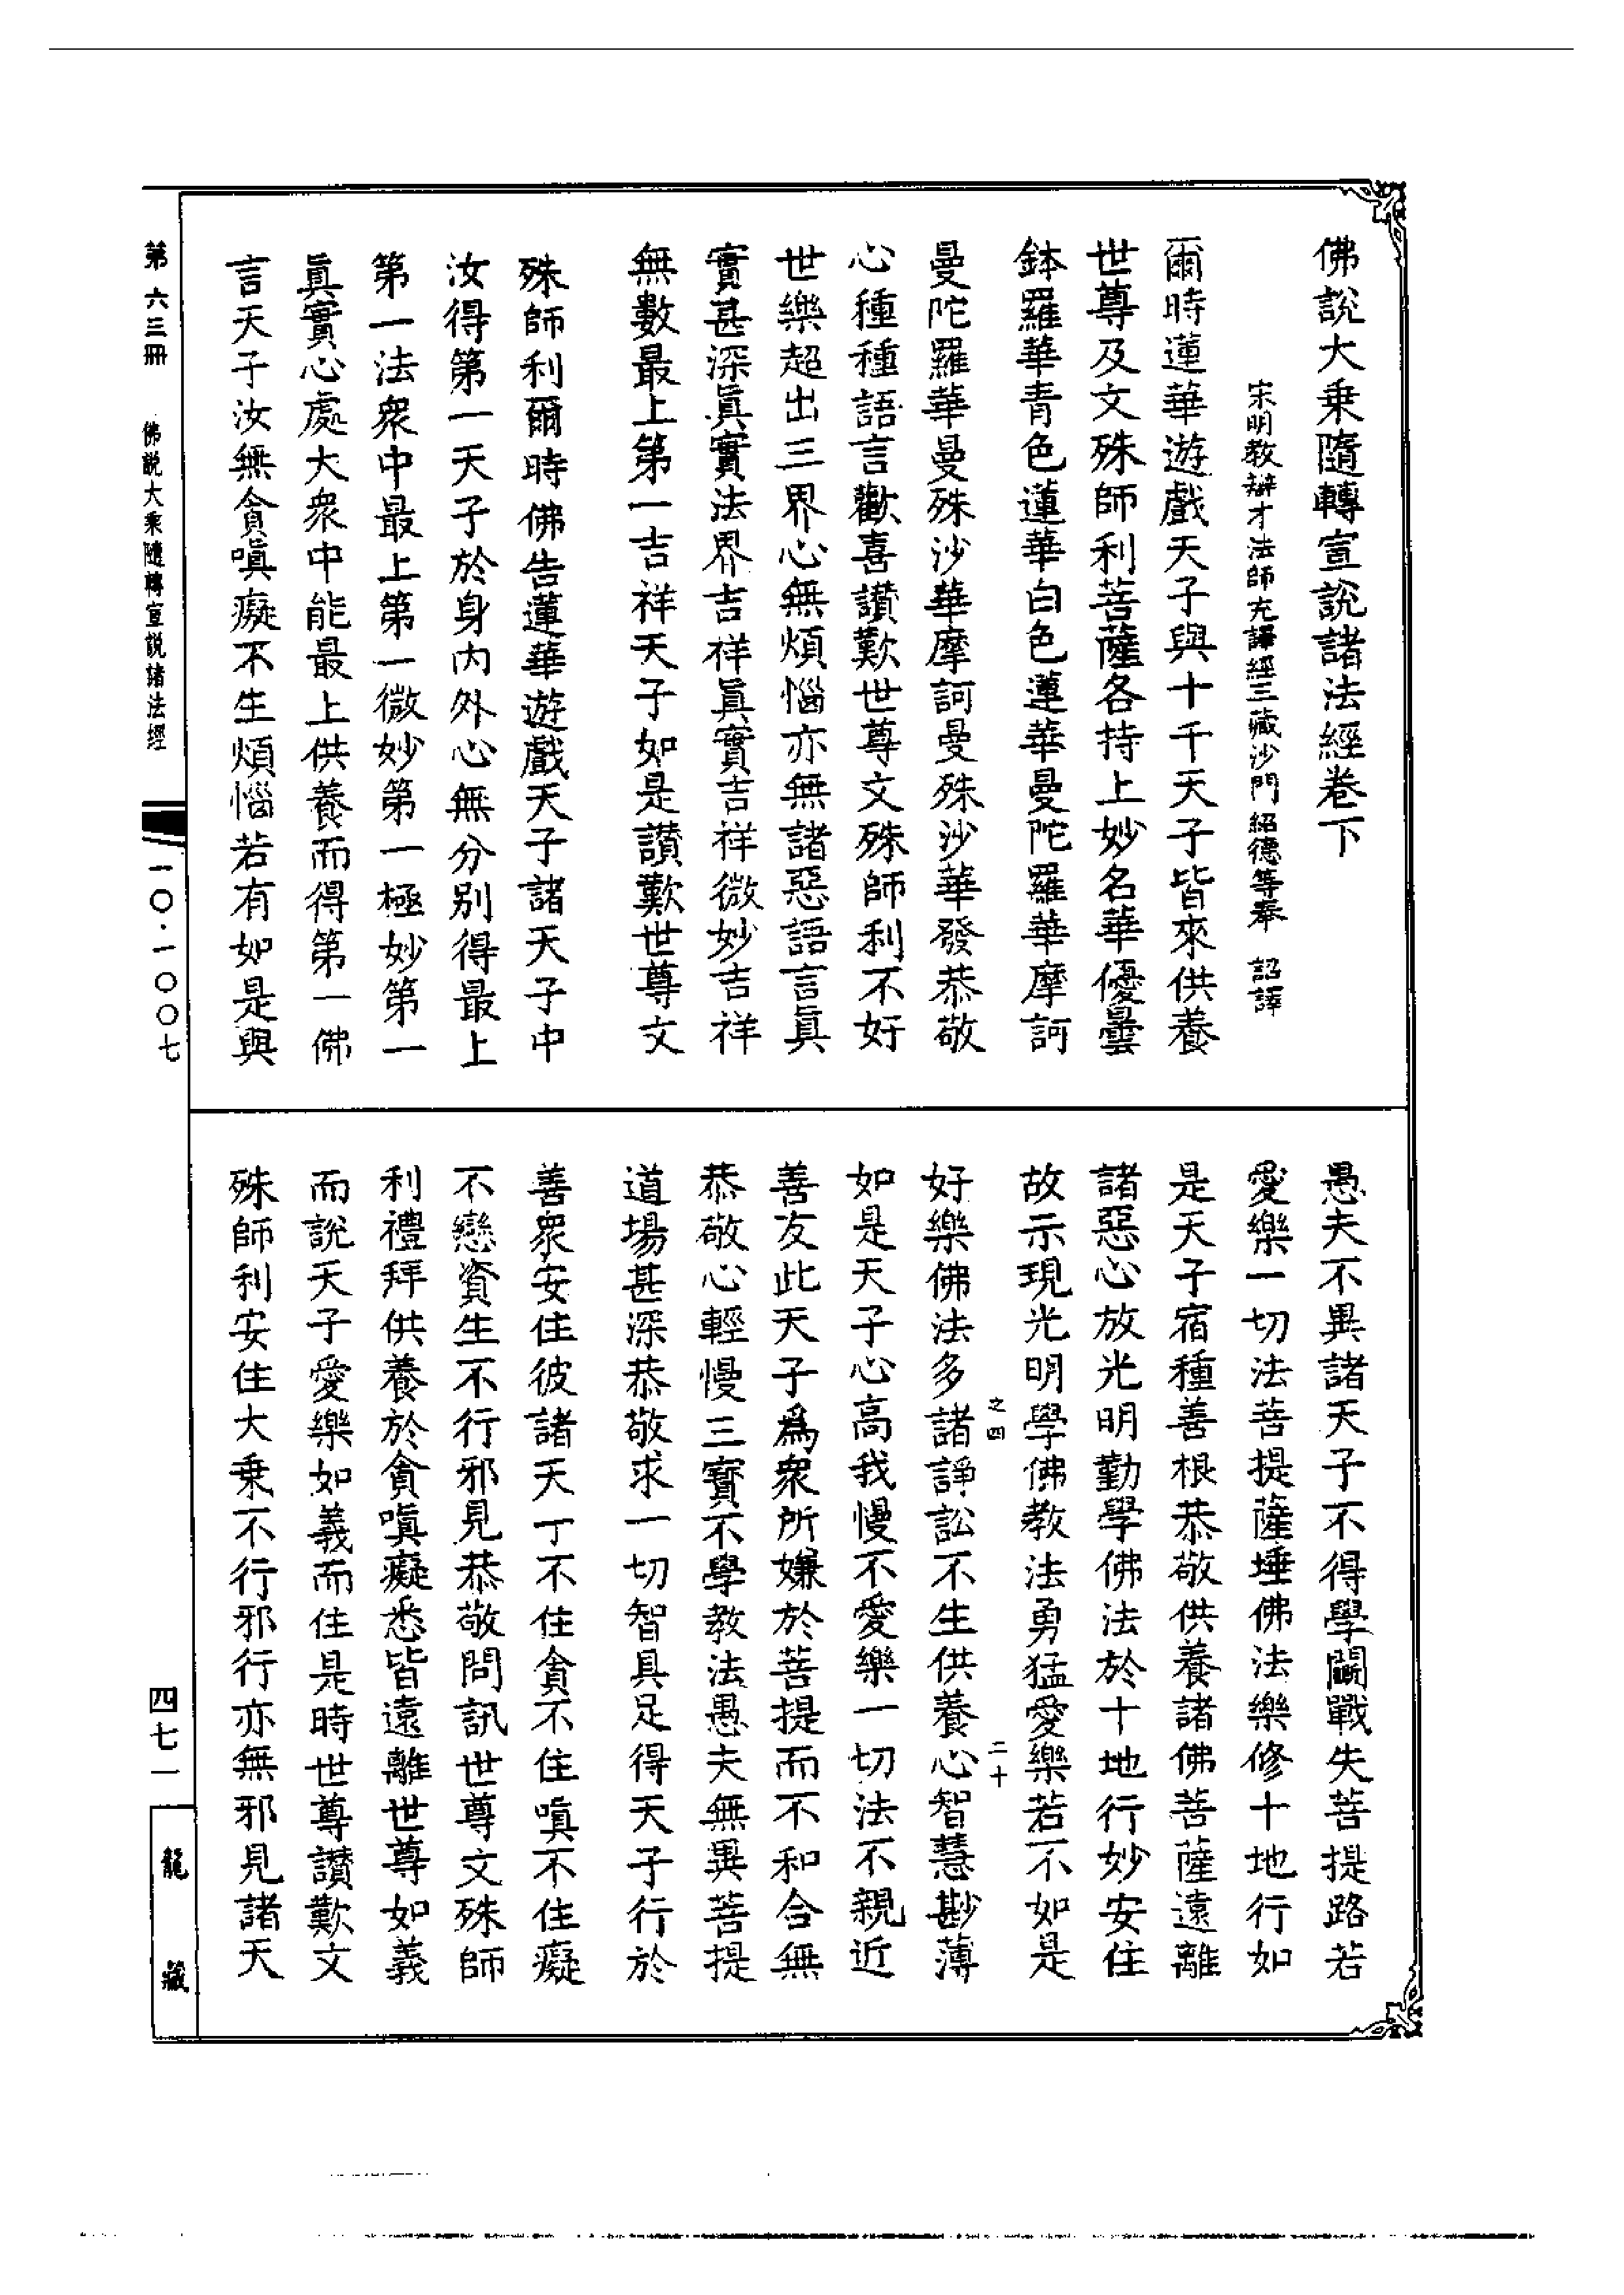 佛說大乘隨轉宣說諸法經卷下
宋明教辯才法師充譯經三藏沙門紹德等奉　詔譯
爾時蓮華遊戲天子與十千天子皆來供養
世尊及文殊師利菩薩各持上妙名華優曇
鉢羅華青色蓮華白色蓮華曼陀羅華摩訶
曼陀羅華曼殊沙華摩訶曼殊沙華發恭敬
心種種語言歡喜讚歎世尊文殊師利不好
世樂超出三界心無煩惱亦無諸惡語言真
實甚深真實法界吉祥真實吉祥微妙吉祥
無數最上第一吉祥天子如是讚歎世尊文
殊師利爾時佛告蓮華遊戲天子諸天子中
汝得第一天子於身內外心無分別得最上
第一法眾中最上第一微妙第一極妙第一
真實心處大眾中能最上供養而得第一佛
言天子汝無貪嗔癡不生煩惱若有如是與
愚夫不異諸天子不得學鬬戰失菩提路若
愛樂一切法菩提薩埵佛法樂修十地行如
是天子宿種善根恭敬供養諸佛菩薩遠離
諸惡心放光明勤學佛法於十地行妙安住
故示現光明學佛教法勇猛愛樂若不如是
之四
二十
好樂佛法多諸諍訟不生供養心智慧尠薄
如是天子心高我慢不愛樂一切法不親近
善友此天子為眾所嫌於菩提而不和合無
恭敬心輕慢三寶不學教法愚夫無異菩提
道場甚深恭敬求一切智具足得天子行於
善眾安住彼諸天丁不住貪不住嗔不住癡
不戀資生不行邪見恭敬問訊世尊文殊師
利禮拜供養於貪嗔癡悉皆遠離世尊如義
而說天子愛樂如義而住是時世尊讚歎文
殊師利安住大乘不行邪行亦無邪見諸天
第六三冊
佛說大乘隨轉宣說諸法經
一〇·一〇〇七
四七一
龍藏